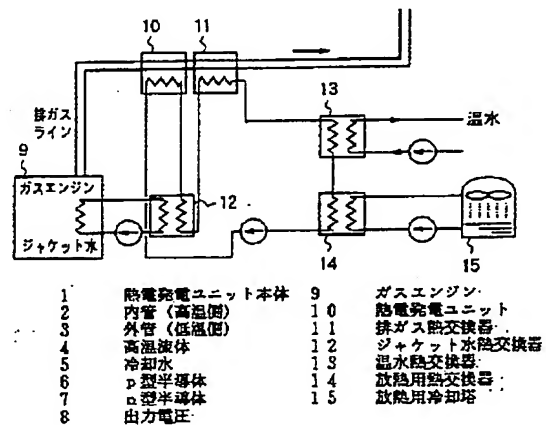 10 11
13
排ガス
ライン
温水
9
ガスエンジン
12
ジャケット水
14
15
1 熱電発電ユニット本体
2 内管(高温側)
3 外管(低温側)
4 高温液体
5 冷却水
6 p型半導体
7 n型半導体
8 出力電圧
9 ガスエンジン
10 熱電発電ユニット
11 排ガス熱交換器
12 ジャケット水熱交換器
13 温水熱交換器
14 放熱用熱交換器
15 放熱用冷却塔